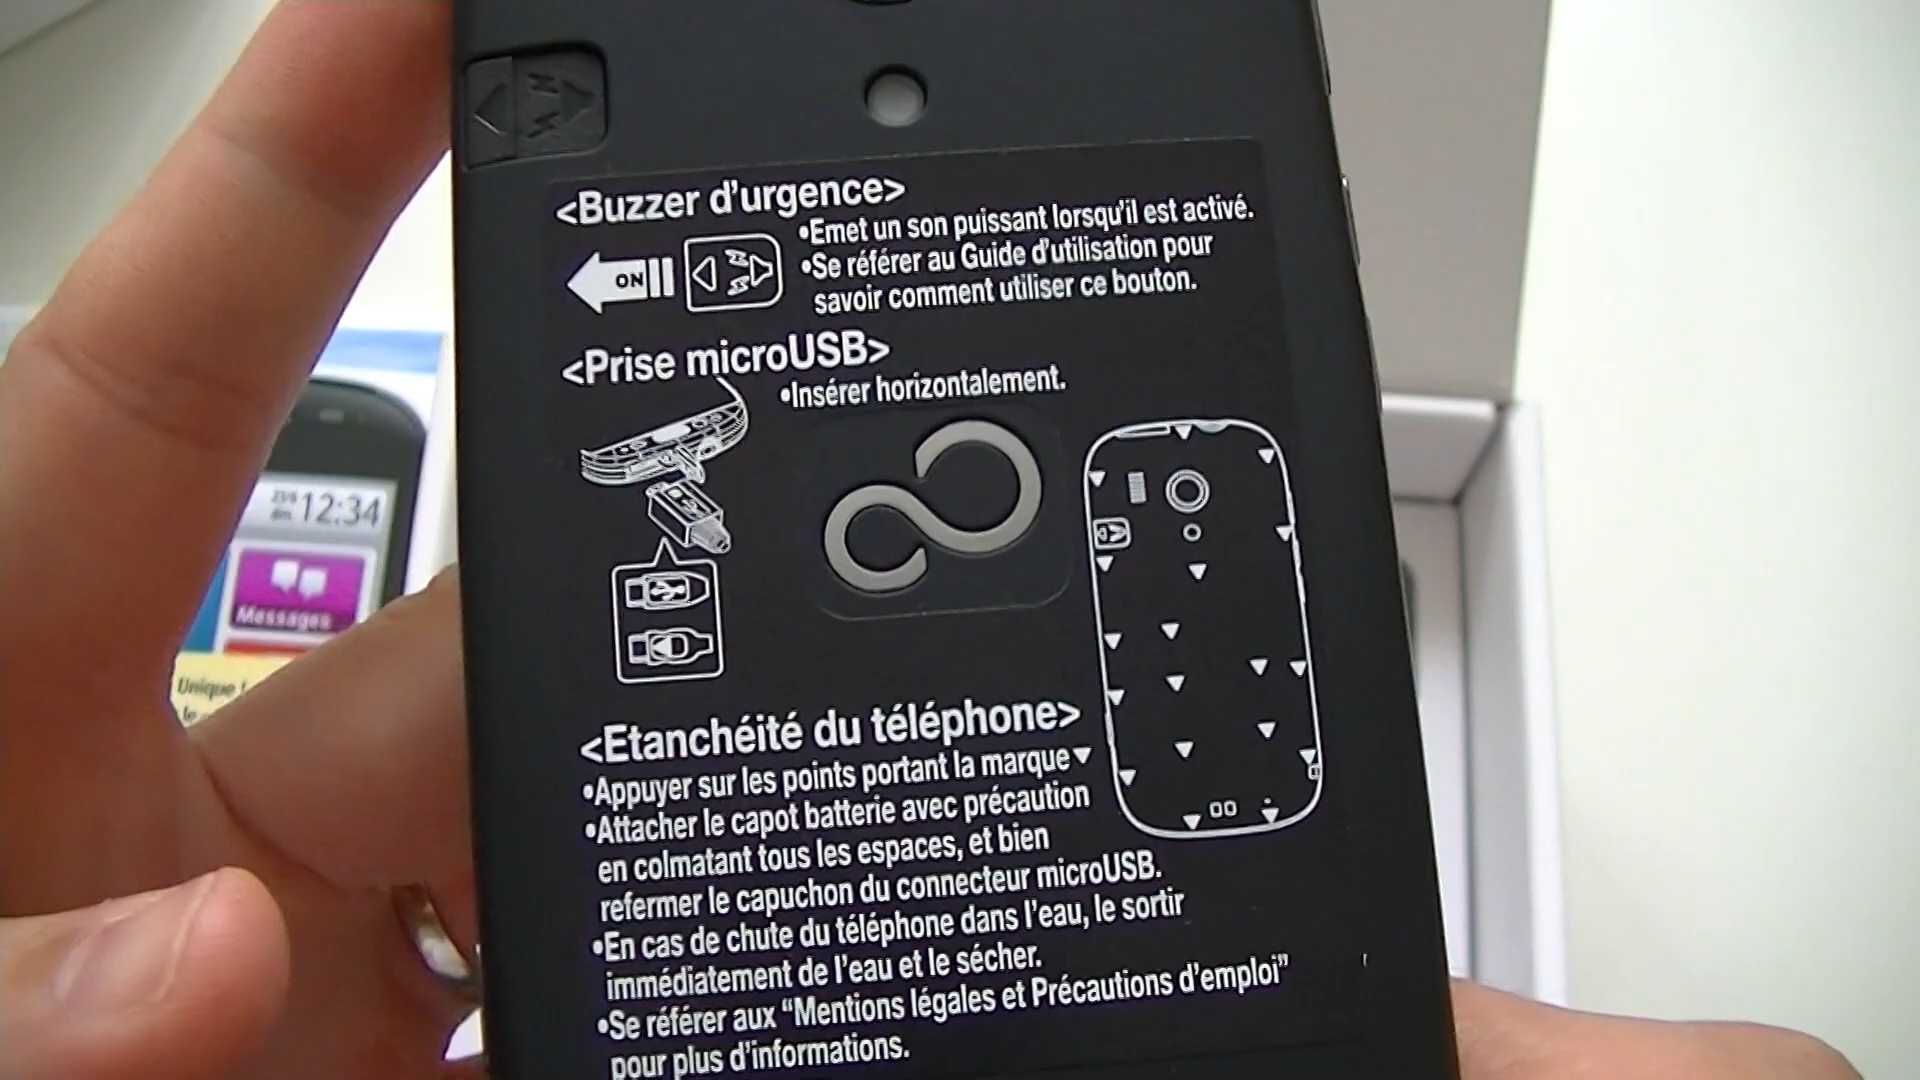 <Buzzer d'urgence>
•Emet un son puissant lorsqu'il est activé.
•Se référer au Guide d'utilisation pour
savoir comment utiliser ce bouton.
ON
<Prise microUSB>
•Insérer horizontalement.
<Etanchéité du téléphone>
•Appuyer sur les points portant la marque▼
•Attacher le capot batterie avec précaution
en colmatant tous les espaces, et bien
refermer le capuchon du connecteur microUSB.
•En cas de chute du téléphone dans l'eau, le sortir
immédiatement de l'eau et le sécher.
•Se référer aux “Mentions légales et Précautions d'emploi”
pour plus d'informations.
12:34
Messages
Unique
le